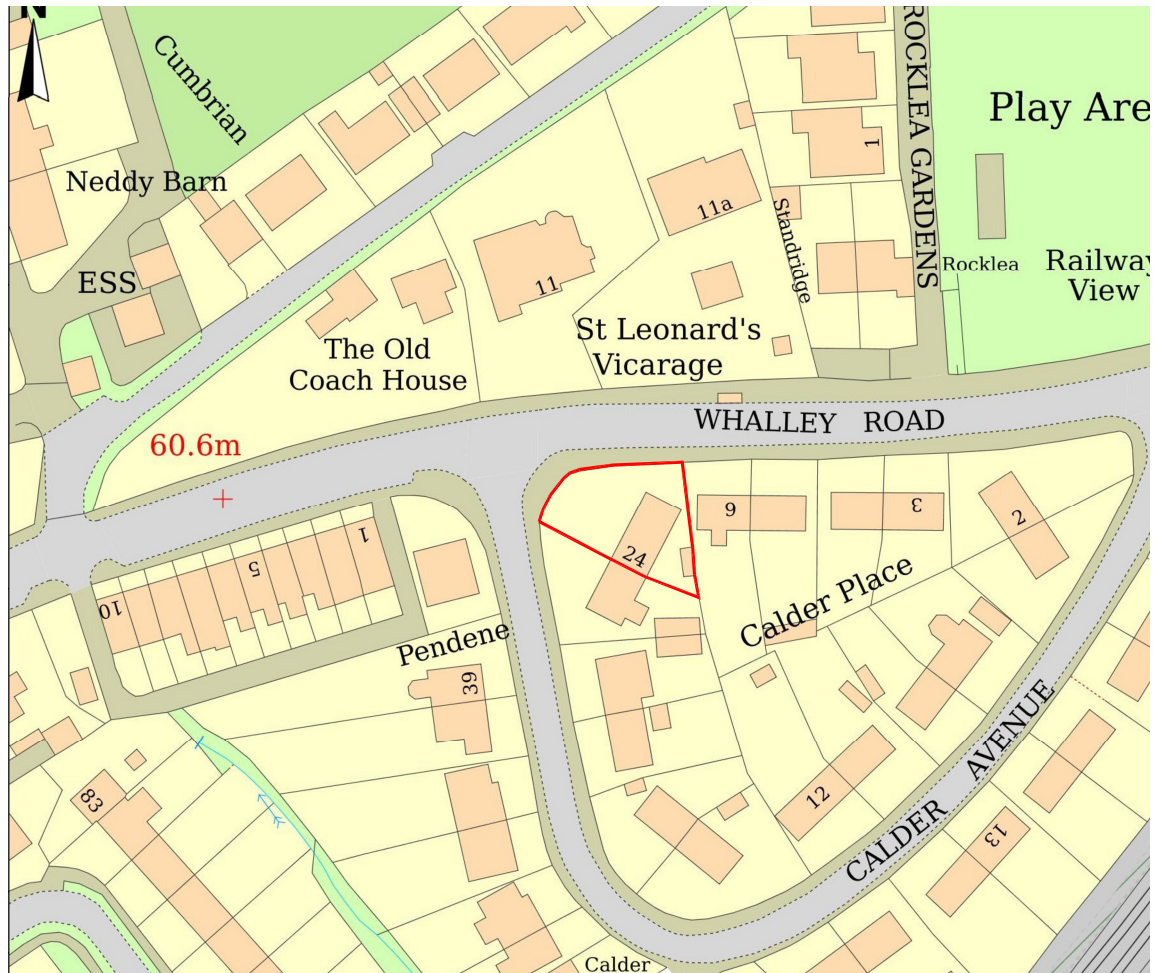 N
Cumbrian
ROCKLEA GARDENS
Play Are
1
Neddy Barn
11a
Standridge
Rocklea
Railway
View
ESS
11
St Leonard's
Vicarage
The Old
Coach House
WHALLEY ROAD
60.6m
9
3
2
24
1
5
10
Calder Place
Pendene
39
CALDER AVENUE
83
12
13
Calder